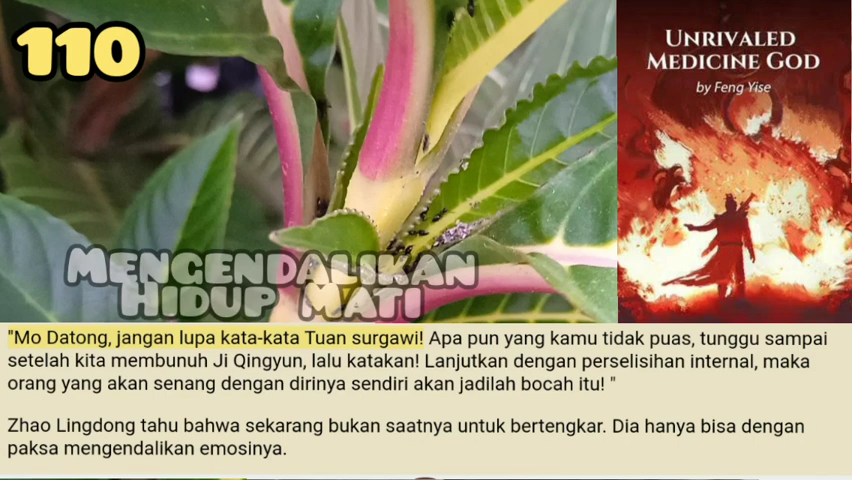 110
UNRIVALED
MEDICINE GOD
by Feng Yise
MENGENDALIKAN
HIDUP MATI
"Mo Datong, jangan lupa kata-kata Tuan surgawi! Apa pun yang kamu tidak puas, tunggu sampai
setelah kita membunuh Ji Qingyun, lalu katakan! Lanjutkan dengan perselisihan internal, maka
orang yang akan senang dengan dirinya sendiri akan jadilah bocah itu! "
Zhao Lingdong tahu bahwa sekarang bukan saatnya untuk bertengkar. Dia hanya bisa dengan
paksa mengendalikan emosinya.